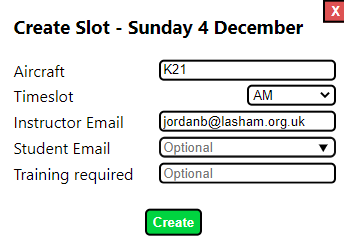 X
Create Slot - Sunday 4 December
Aircraft K21
Timeslot AM
Instructor Email jordanb@lasham.org.uk
Student Email Optional
Training required Optional
Create